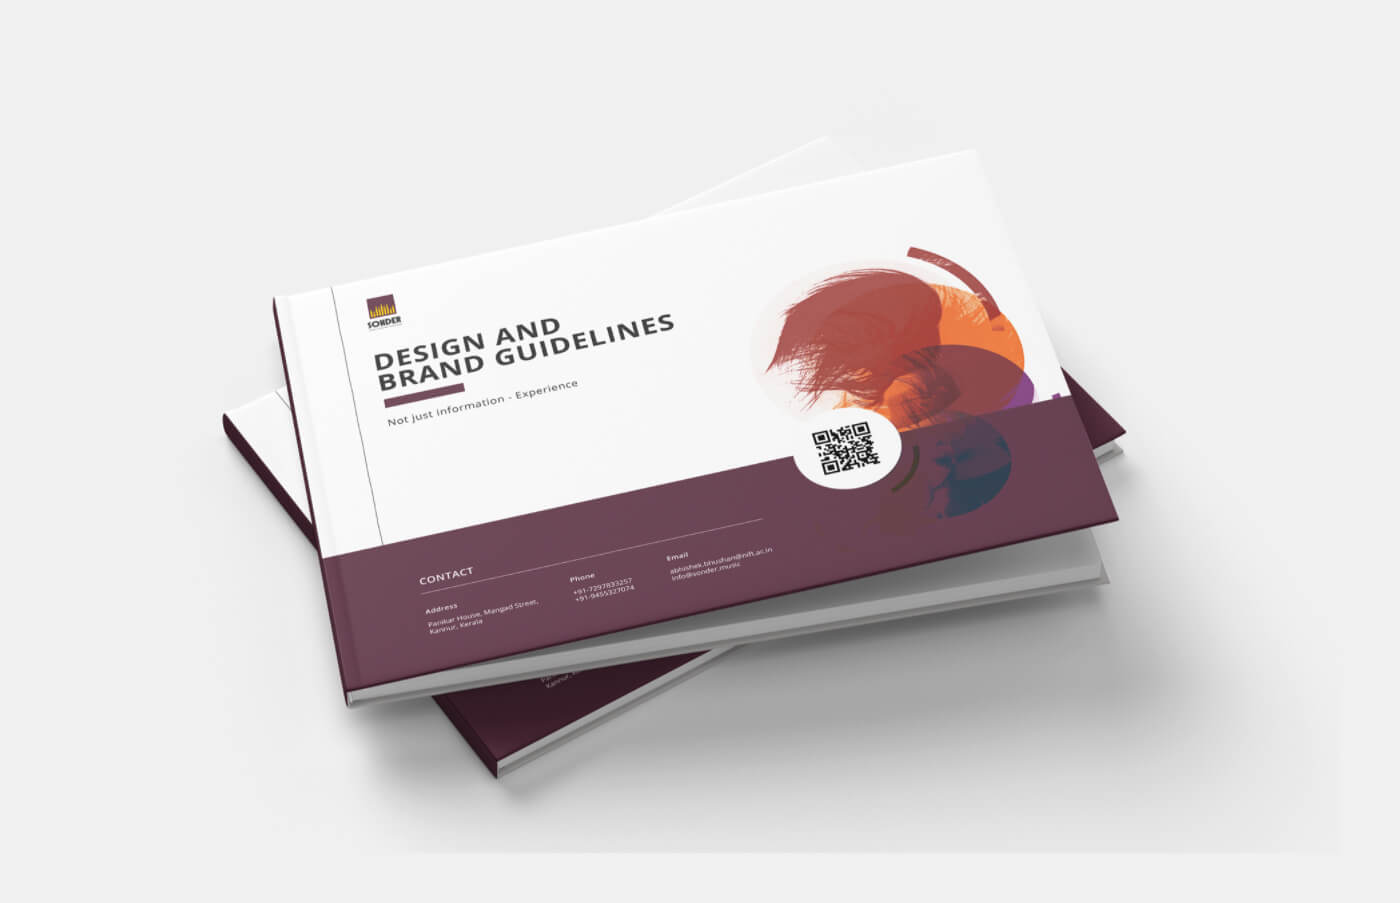 SONDER
DESIGN AND
BRAND GUIDELINES
Not just information - Experience
CONTACT
Address
Panikar House, Mangad Street,
Kannur, Kerala
Phone
+91-7297833257
+91-9455327074
Email
abhishek.bhushan@nift.ac.in
info@sonder.music
Kannur,